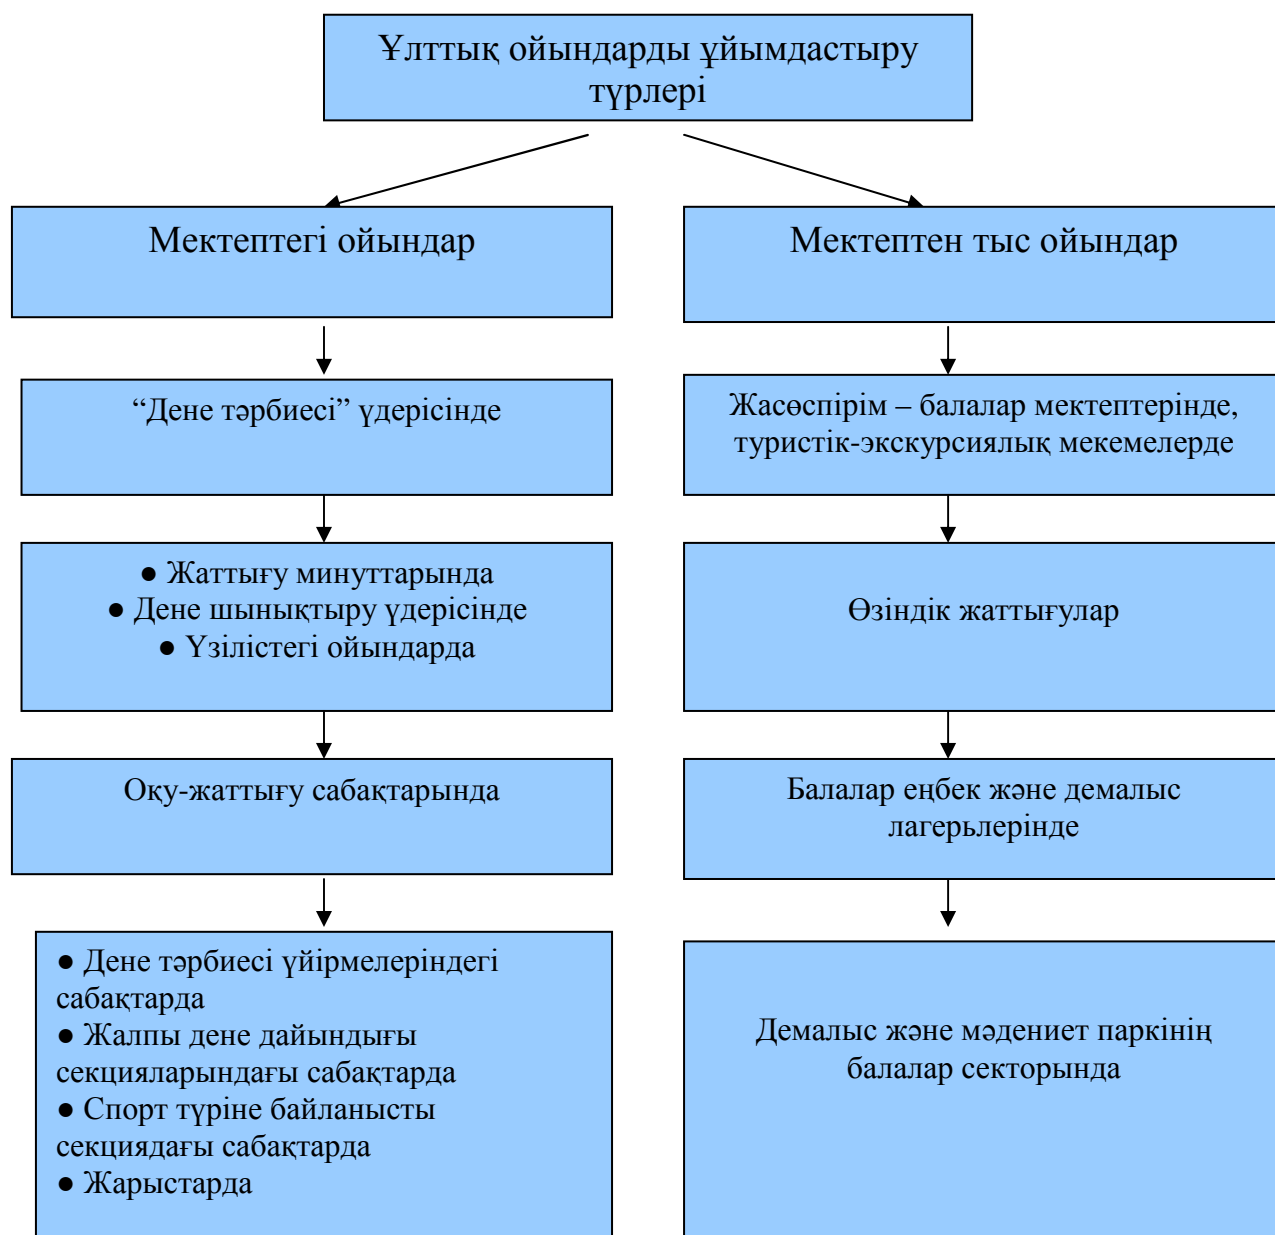 Ұлттық ойындарды ұйымдастыру
түрлері
Мектептегі ойындар
Мектептен тыс ойындар
“Дене тәрбиесі” үдерісінде
Жасөспірім – балалар мектептерінде,
туристік-экскурсиялық мекемелерде
● Жаттығу минуттарында
● Дене шынықтыру үдерісінде
● Үзілістегі ойындарда
Өзіндік жаттығулар
Оқу-жаттығу сабақтарында
Балалар еңбек және демалыс
лагерьлерінде
● Дене тәрбиесі үйірмелеріндегі
сабақтарда
● Жалпы дене дайындығы
секцияларындағы сабақтарда
● Спорт түріне байланысты
секциядағы сабақтарда
● Жарыстарда
Демалыс және мәдениет паркінің
балалар секторында